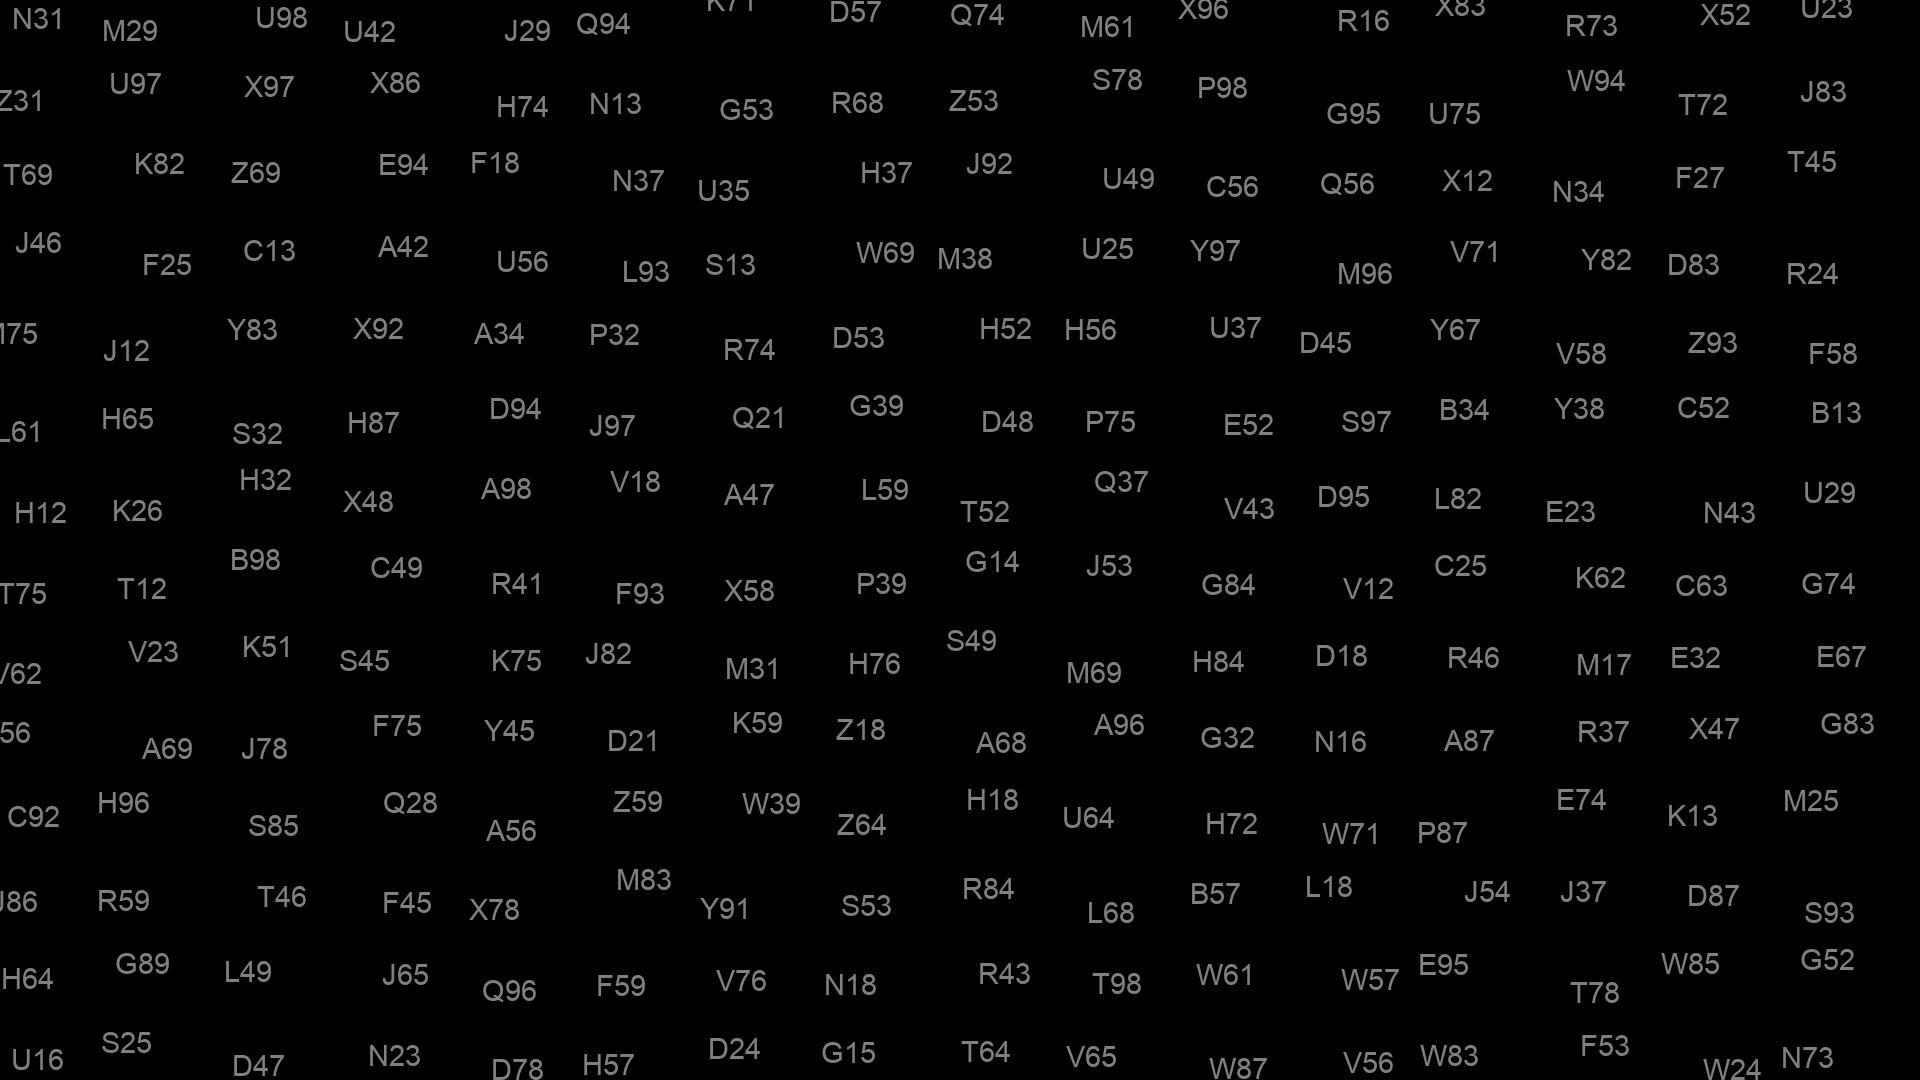 N31 M29 U98 U42 J29 Q94 K71 D57 Q74 M61 X96 R16 X83 R73 X52 U23
Z31 U97 X97 X86 H74 N13 G53 R68 Z53 S78 P98 G95 U75 W94 T72 J83
T69 K82 Z69 E94 F18 N37 U35 H37 J92 U49 C56 Q56 X12 N34 F27 T45
J46 F25 C13 A42 U56 L93 S13 W69 M38 U25 Y97 M96 V71 Y82 D83 R24
M75 J12 Y83 X92 A34 P32 R74 D53 H52 H56 U37 D45 Y67 V58 Z93 F58
L61 H65 S32 H87 D94 J97 Q21 G39 D48 P75 E52 S97 B34 Y38 C52 B13
H12 K26 H32 X48 A98 V18 A47 L59 T52 Q37 V43 D95 L82 E23 N43 U29
T75 T12 B98 C49 R41 F93 X58 P39 G14 J53 G84 V12 C25 K62 C63 G74
V62 V23 K51 S45 K75 J82 M31 H76 S49 M69 H84 D18 R46 M17 E32 E67
56 A69 J78 F75 Y45 D21 K59 Z18 A68 A96 G32 N16 A87 R37 X47 G83
C92 H96 S85 Q28 A56 Z59 W39 Z64 H18 U64 H72 W71 P87 E74 K13 M25
R59 T46 F45 X78 M83 Y91 S53 R84 L68 B57 L18 J54 J37 D87 S93
H64 G89 L49 J65 Q96 F59 V76 N18 R43 T98 W61 W57 E95 T78 W85 G52
U16 S25 D47 N23 D78 H57 D24 G15 T64 V65 W87 V56 W83 F53 W24 N73